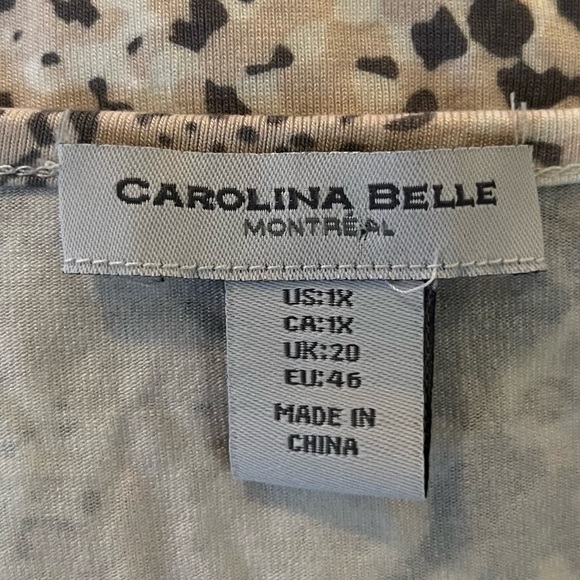 CAROLINA BELLE
MONTRÉAL
US:1X
CA:1X
UK:20
EU:46
MADE IN
CHINA